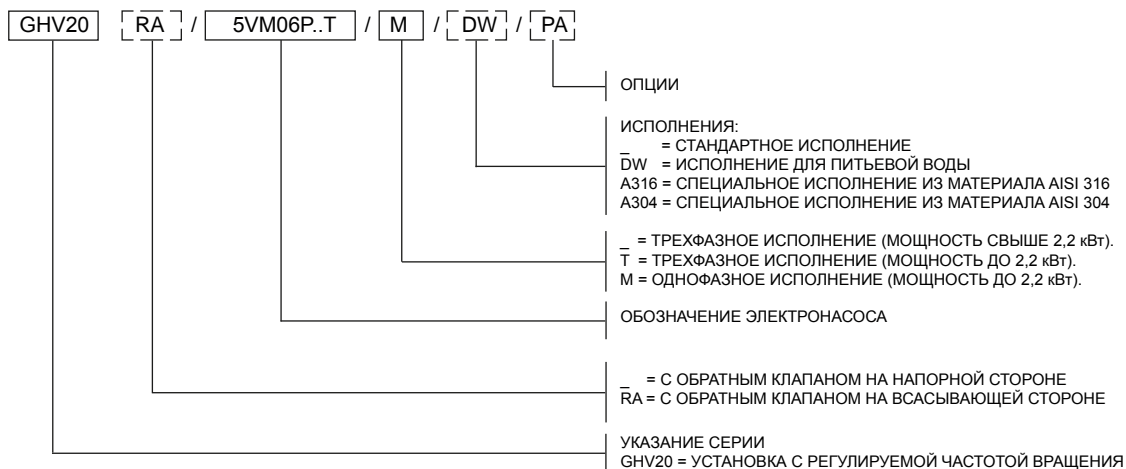 GHV20 RA / 5VM06P..T / M / DW / PA
ОПЦИИ
ИСПОЛНЕНИЯ:
_ = СТАНДАРТНОЕ ИСПОЛНЕНИЕ
DW = ИСПОЛНЕНИЕ ДЛЯ ПИТЬЕВОЙ ВОДЫ
A316 = СПЕЦИАЛЬНОЕ ИСПОЛНЕНИЕ ИЗ МАТЕРИАЛА AISI 316
A304 = СПЕЦИАЛЬНОЕ ИСПОЛНЕНИЕ ИЗ МАТЕРИАЛА AISI 304
_ = ТРЕХФАЗНОЕ ИСПОЛНЕНИЕ (МОЩНОСТЬ СВЫШЕ 2,2 кВт).
T = ТРЕХФАЗНОЕ ИСПОЛНЕНИЕ (МОЩНОСТЬ ДО 2,2 кВт).
M = ОДНОФАЗНОЕ ИСПОЛНЕНИЕ (МОЩНОСТЬ ДО 2,2 кВт).
ОБОЗНАЧЕНИЕ ЭЛЕКТРОНАСОСА
_ = С ОБРАТНЫМ КЛАПАНОМ НА НАПОРНОЙ СТОРОНЕ
RA = С ОБРАТНЫМ КЛАПАНОМ НА ВСАСЫВАЮЩЕЙ СТОРОНЕ
УКАЗАНИЕ СЕРИИ
GHV20 = УСТАНОВКА С РЕГУЛИРУЕМОЙ ЧАСТОТОЙ ВРАЩЕНИЯ